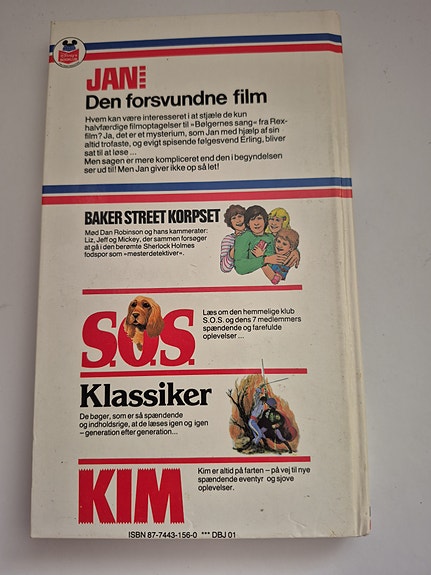 JAN
Den forsvundne film
Hvem kan være interesseret i at stjæle de kun
halvfærdige filmoptagelser til »Bølgernes sang« fra Rex-
film? Ja, det er et mysterium, som Jan med hjælp af sin
altid trofaste, og evigt spisende følgesvend Erling, bliver
sat til at løse ...
Men sagen er mere kompliceret end den i begyndelsen
ser ud til! Men Jan giver ikke op så let!
BAKER STREET KORPSET
Mød Dan Robinson og hans kammerater:
Liz, Jeff og Mickey, der sammen forsøger
at gå i den berømte Sherlock Holmes
fodspor som »mesterdetektiver«.
S.O.S.
Læs om den hemmelige klub
S.O.S. og dens 7 medlemmers
spændende og farefulde
oplevelser ...
Klassiker
De bøger, som er så spændende
og indholdsrige, at de læses igen og igen
– generation efter generation...
KIM
Kim er altid på farten – på vej til nye
spændende eventyr og sjove
oplevelser.
ISBN 87-7443-156-0 *** DBJ 01